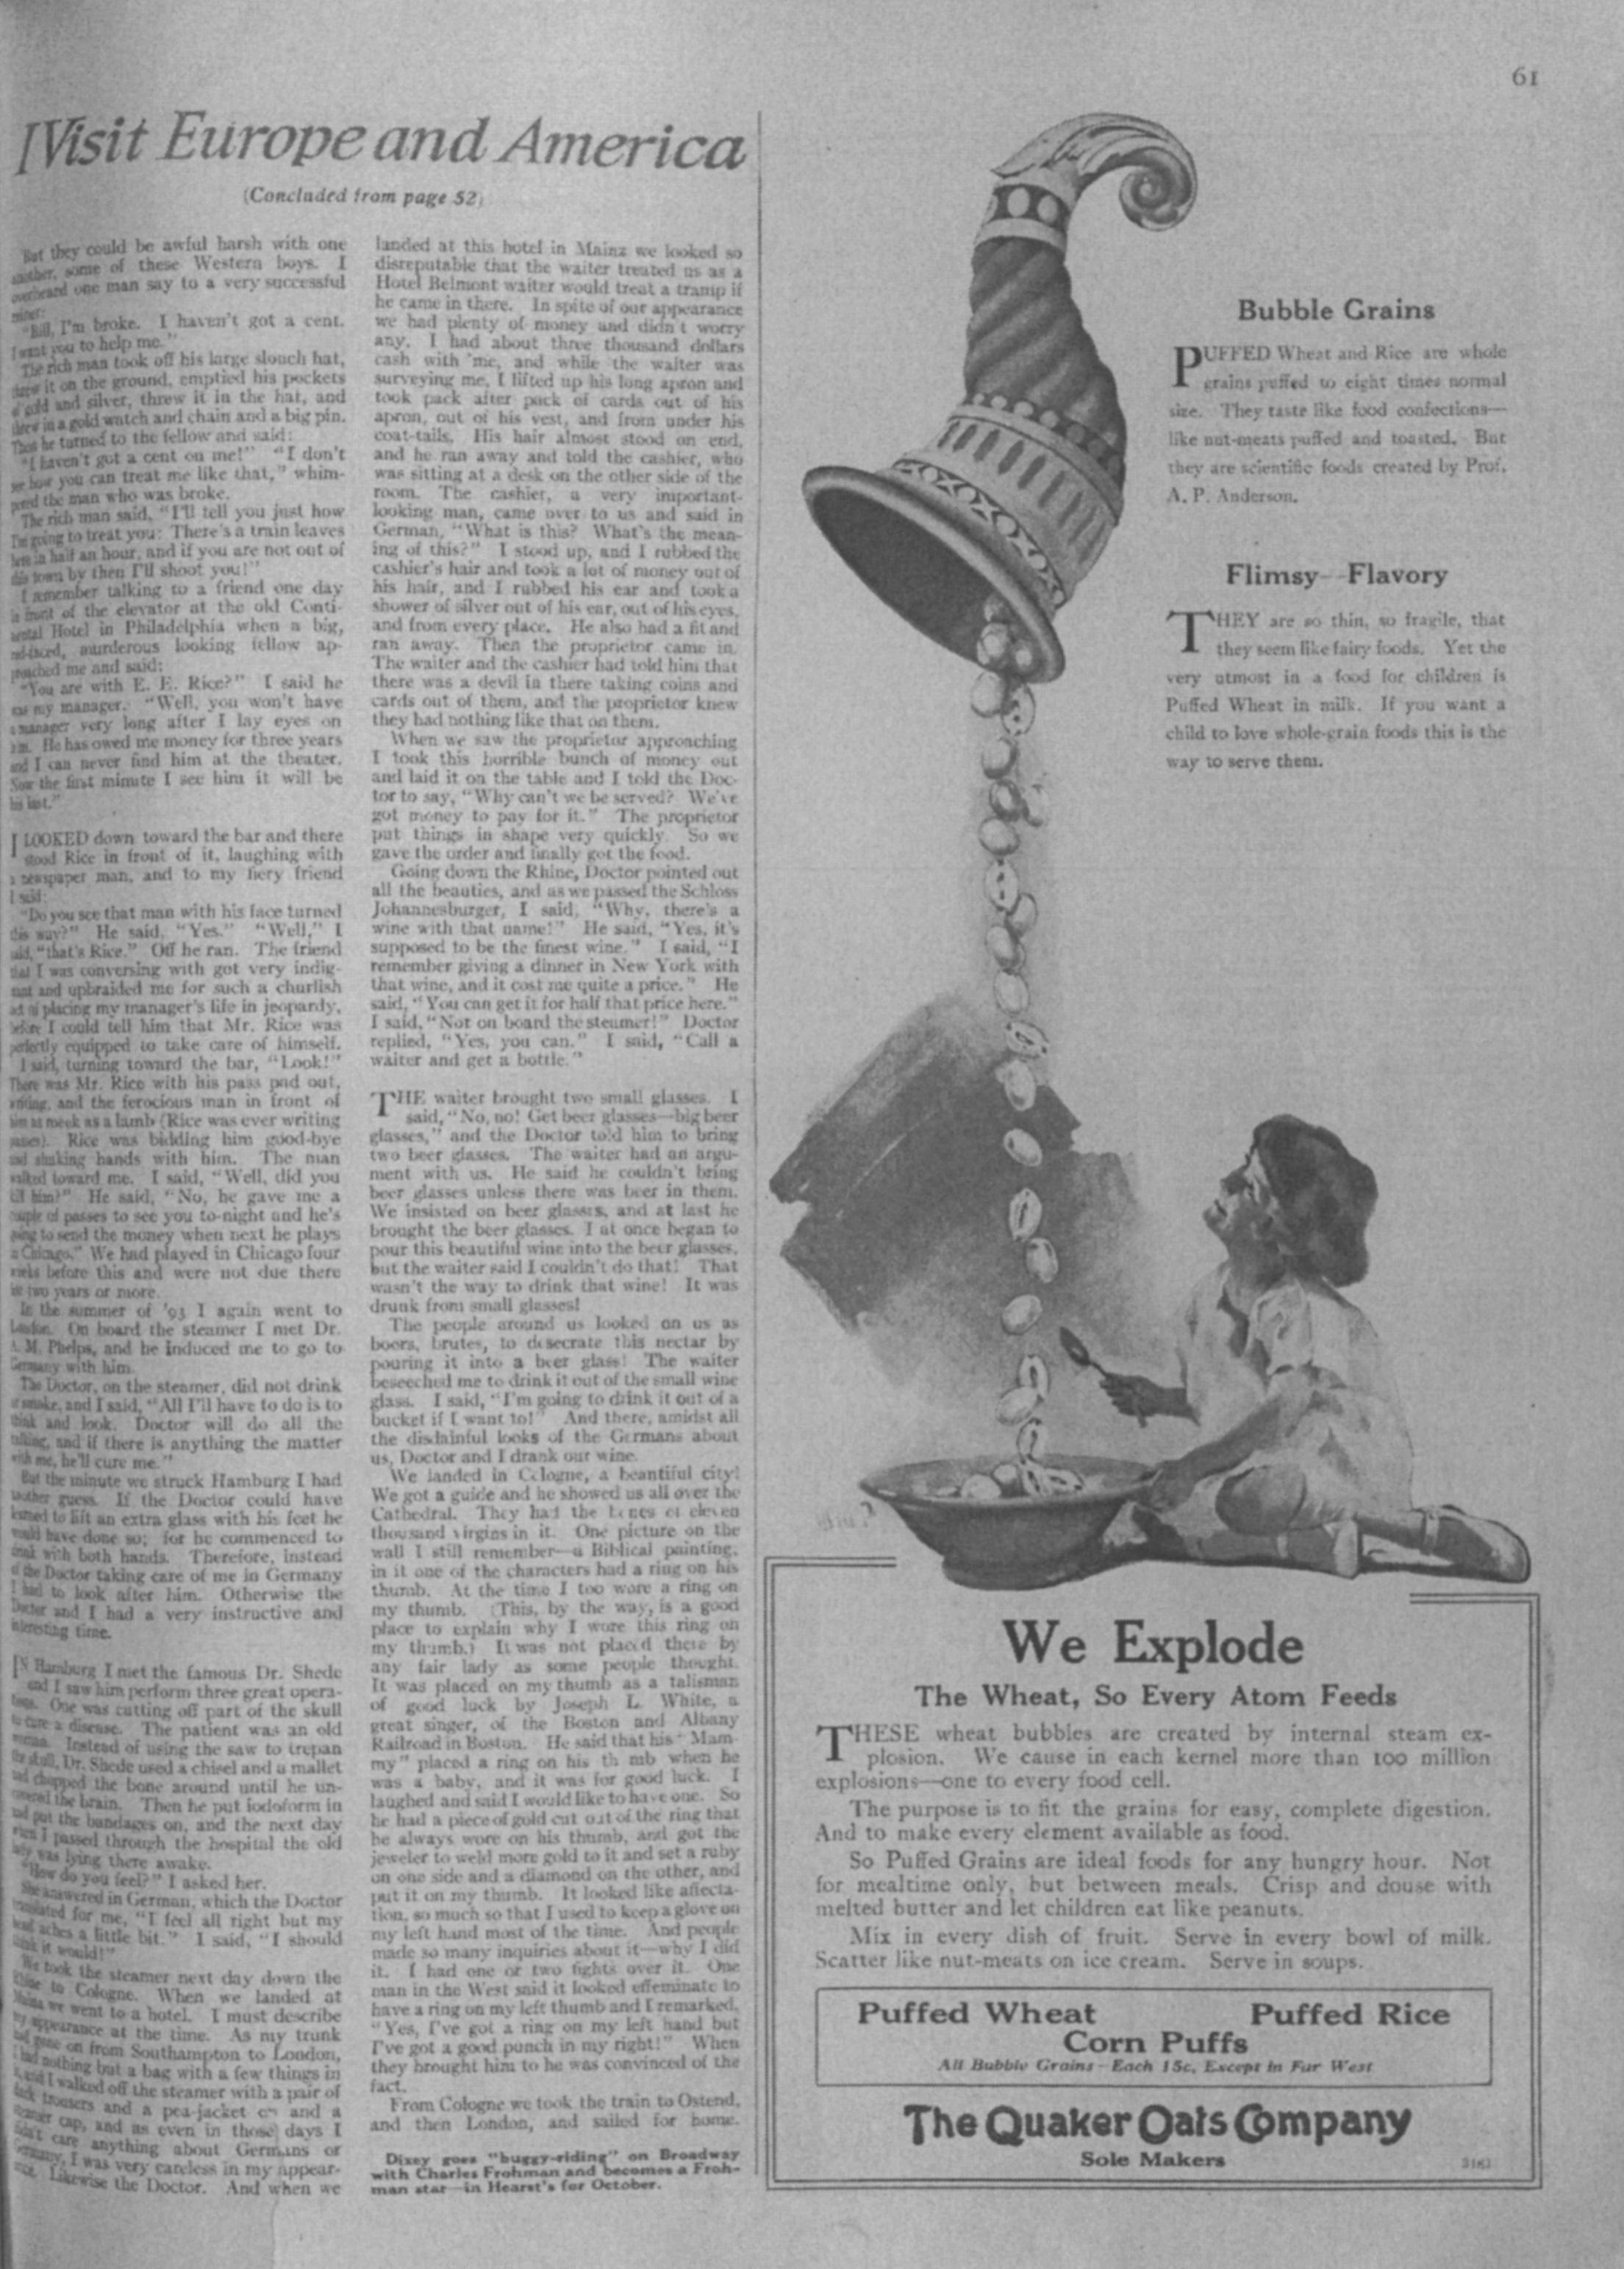 61
I Visit Europe and America
(Concluded from page 52)
But they could be awful harsh with one
another, some of these Western boys. I
overheard one man say to a very successful
miner:
"Bill, I'm broke. I haven't got a cent.
I want you to help me."
The rich man took off his large slouch hat,
threw it on the ground, emptied his pockets
of gold and silver, threw it in the hat, and
threw in a gold watch and chain and a big pin.
Then he turned to the fellow and said:
"I haven't got a cent on me!" "I don't
see how you can treat me like that," whim-
pered the man who was broke.
The rich man said, "I'll tell you just how
I'm going to treat you: There's a train leaves
here in half an hour, and if you are not out of
this town by then I'll shoot you!"
I remember talking to a friend one day
in front of the elevator at the old Conti-
nental Hotel in Philadelphia when a big,
red-faced, murderous looking fellow ap-
proached me and said:
"You are with E. E. Rice?" I said he
was my manager. "Well, you won't have
a manager very long after I lay eyes on
him. He has owed me money for three years
and I can never find him at the theater.
Now the first minute I see him it will be
his last."
I LOOKED down toward the bar and there
stood Rice in front of it, laughing with
a newspaper man, and to my fiery friend
I said:
"Do you see that man with his face turned
this way?" He said, "Yes." "Well," I
said, "that's Rice." Off he ran. The friend
that I was conversing with got very indig-
nant and upbraided me for such a churlish
act of placing my manager's life in jeopardy,
before I could tell him that Mr. Rice was
perfectly equipped to take care of himself.
I said, turning toward the bar, "Look!"
There was Mr. Rice with his pass pad out,
writing, and the ferocious man in front of
him as meek as a lamb (Rice was ever writing
passes). Rice was bidding him good-bye
and shaking hands with him. The man
walked toward me. I said, "Well, did you
kill him?" He said, "No, he gave me a
couple of passes to see you to-night and he's
going to send the money when next he plays
in Chicago." We had played in Chicago four
weeks before this and were not due there
for two years or more.
In the summer of '93 I again went to
London. On board the steamer I met Dr.
A. M. Phelps, and he induced me to go to
Germany with him.
The Doctor, on the steamer, did not drink
or smoke, and I said, "All I'll have to do is to
think and look. Doctor will do all the
talking, and if there is anything the matter
with me, he'll cure me."
But the minute we struck Hamburg I had
another guess. If the Doctor could have
learned to lift an extra glass with his feet he
would have done so; for he commenced to
drink with both hands. Therefore, instead
of the Doctor taking care of me in Germany
I had to look after him. Otherwise the
Doctor and I had a very instructive and
interesting time.
IN Hamburg I met the famous Dr. Shede
and I saw him perform three great opera-
tions. One was cutting off part of the skull
to cure a disease. The patient was an old
woman. Instead of using the saw to trepan
the skull, Dr. Shede used a chisel and a mallet
and chopped the bone around until he un-
covered the brain. Then he put iodoform in
and put the bandages on, and the next day
when I passed through the hospital the old
lady was lying there awake.
"How do you feel?" I asked her.
She answered in German, which the Doctor
translated for me, "I feel all right but my
head aches a little bit." I said, "I should
think it would!"
We took the steamer next day down the
Rhine to Cologne. When we landed at
Mainz we went to a hotel. I must describe
my appearance at the time. As my trunk
had gone on from Southampton to London,
I had nothing but a bag with a few things in
it, and I walked off the steamer with a pair of
duck trousers and a pea-jacket on and a
steamer cap, and as even in those days I
didn't care anything about Germans or
Germany, I was very careless in my appear-
ance. Likewise the Doctor. And when we
landed at this hotel in Mainz we looked so
disreputable that the waiter treated us as a
Hotel Belmont waiter would treat a tramp if
he came in there. In spite of our appearance
we had plenty of money and didn't worry
any. I had about three thousand dollars
cash with me, and while the waiter was
surveying me, I lifted up his long apron and
took pack after pack of cards out of his
apron, out of his vest, and from under his
coat-tails. His hair almost stood on end,
and he ran away and told the cashier, who
was sitting at a desk on the other side of the
room. The cashier, a very important-
looking man, came over to us and said in
German, "What is this? What's the mean-
ing of this?" I stood up, and I rubbed the
cashier's hair and took a lot of money out of
his hair, and I rubbed his ear and took a
shower of silver out of his ear, out of his eyes,
and from every place. He also had a fit and
ran away. Then the proprietor came in.
The waiter and the cashier had told him that
there was a devil in there taking coins and
cards out of them, and the proprietor knew
they had nothing like that on them.
When we saw the proprietor approaching
I took this horrible bunch of money out
and laid it on the table and I told the Doc-
tor to say, "Why can't we be served? We've
got money to pay for it." The proprietor
put things in shape very quickly. So we
gave the order and finally got the food.
Going down the Rhine, Doctor pointed out
all the beauties, and as we passed the Schloss
Johannesburger, I said, "Why, there's a
wine with that name!" He said, "Yes, it's
supposed to be the finest wine." I said, "I
remember giving a dinner in New York with
that wine, and it cost me quite a price." He
said, "You can get it for half that price here."
I said, "Not on board the steamer!" Doctor
replied, "Yes, you can." I said, "Call a
waiter and get a bottle."
THE waiter brought two small glasses. I
said, "No, no! Get beer glasses—big beer
glasses," and the Doctor told him to bring
two beer glasses. The waiter had an argu-
ment with us. He said he couldn't bring
beer glasses unless there was beer in them.
We insisted on beer glasses, and at last he
brought the beer glasses. I at once began to
pour this beautiful wine into the beer glasses,
but the waiter said I couldn't do that! That
wasn't the way to drink that wine! It was
drunk from small glasses!
The people around us looked on us as
boors, brutes, to desecrate this nectar by
pouring it into a beer glass! The waiter
beseeched me to drink it out of the small wine
glass. I said, "I'm going to drink it out of a
bucket if I want to!" And there, amidst all
the disdainful looks of the Germans about
us, Doctor and I drank our wine.
We landed in Cologne, a beautiful city!
We got a guide and he showed us all over the
Cathedral. They had the bones of eleven
thousand virgins in it. One picture on the
wall I still remember—a Biblical painting,
in it one of the characters had a ring on his
thumb. At the time I too wore a ring on
my thumb. (This, by the way, is a good
place to explain why I wore this ring on
my thumb.) It was not placed there by
any fair lady as some people thought.
It was placed on my thumb as a talisman
of good luck by Joseph L. White, a
great singer, of the Boston and Albany
Railroad in Boston. He said that his "Mam-
my" placed a ring on his th mb when he
was a baby, and it was for good luck. I
laughed and said I would like to have one. So
he had a piece of gold cut out of the ring that
he always wore on his thumb, and got the
jeweler to weld more gold to it and set a ruby
on one side and a diamond on the other, and
put it on my thumb. It looked like affecta-
tion, so much so that I used to keep a glove on
my left hand most of the time. And people
made so many inquiries about it—why I did
it. I had one or two fights over it. One
man in the West said it looked effeminate to
have a ring on my left thumb and I remarked,
"Yes, I've got a ring on my left hand but
I've got a good punch in my right!" When
they brought him to he was convinced of the
fact.
From Cologne we took the train to Ostend,
and then London, and sailed for home.
Dixey goes "buggy-riding" on Broadway
with Charles Frohman and becomes a Froh-
man star—in Hearst's for October.
Bubble Grains
PUFFED Wheat and Rice are whole
grains puffed to eight times normal
size. They taste like food confections—
like nut-meats puffed and toasted. But
they are scientific foods created by Prof.
A. P. Anderson.
Flimsy—Flavory
THEY are so thin, so fragile, that
they seem like fairy foods. Yet the
very utmost in a food for children is
Puffed Wheat in milk. If you want a
child to love whole-grain foods this is the
way to serve them.
We Explode
The Wheat, So Every Atom Feeds
THESE wheat bubbles are created by internal steam ex-
plosion. We cause in each kernel more than 100 million
explosions—one to every food cell.
The purpose is to fit the grains for easy, complete digestion.
And to make every element available as food.
So Puffed Grains are ideal foods for any hungry hour. Not
for mealtime only, but between meals. Crisp and douse with
melted butter and let children eat like peanuts.
Mix in every dish of fruit. Serve in every bowl of milk.
Scatter like nut-meats on ice cream. Serve in soups.
Puffed Wheat Puffed Rice
Corn Puffs
All Bubble Grains—Each 15c, Except in Far West
The Quaker Oats Company
Sole Makers